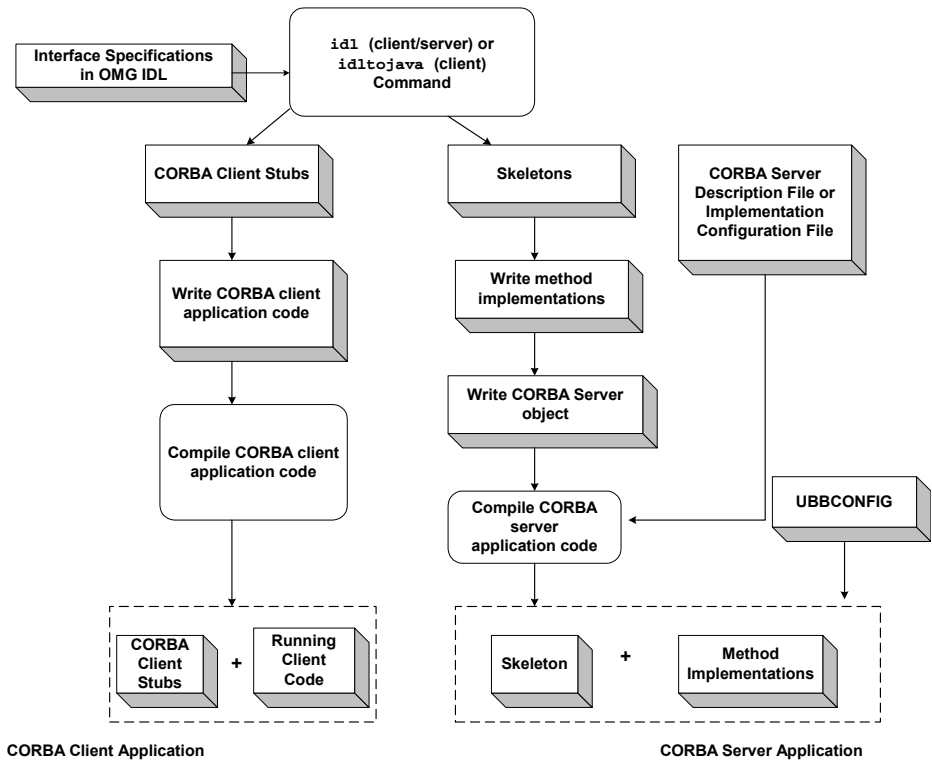 Interface Specifications
in OMG IDL
idl (client/server) or
idltojava (client)
Command
CORBA Client Stubs
Skeletons
CORBA Server
Description File or
Implementation
Configuration File
Write CORBA client
application code
Write method
implementations
Write CORBA Server
object
Compile CORBA client
application code
Compile CORBA
server
application code
UBBCONFIG
CORBA
Client
Stubs
+
Running
Client
Code
Skeleton
+
Method
Implementations
CORBA Client Application
CORBA Server Application